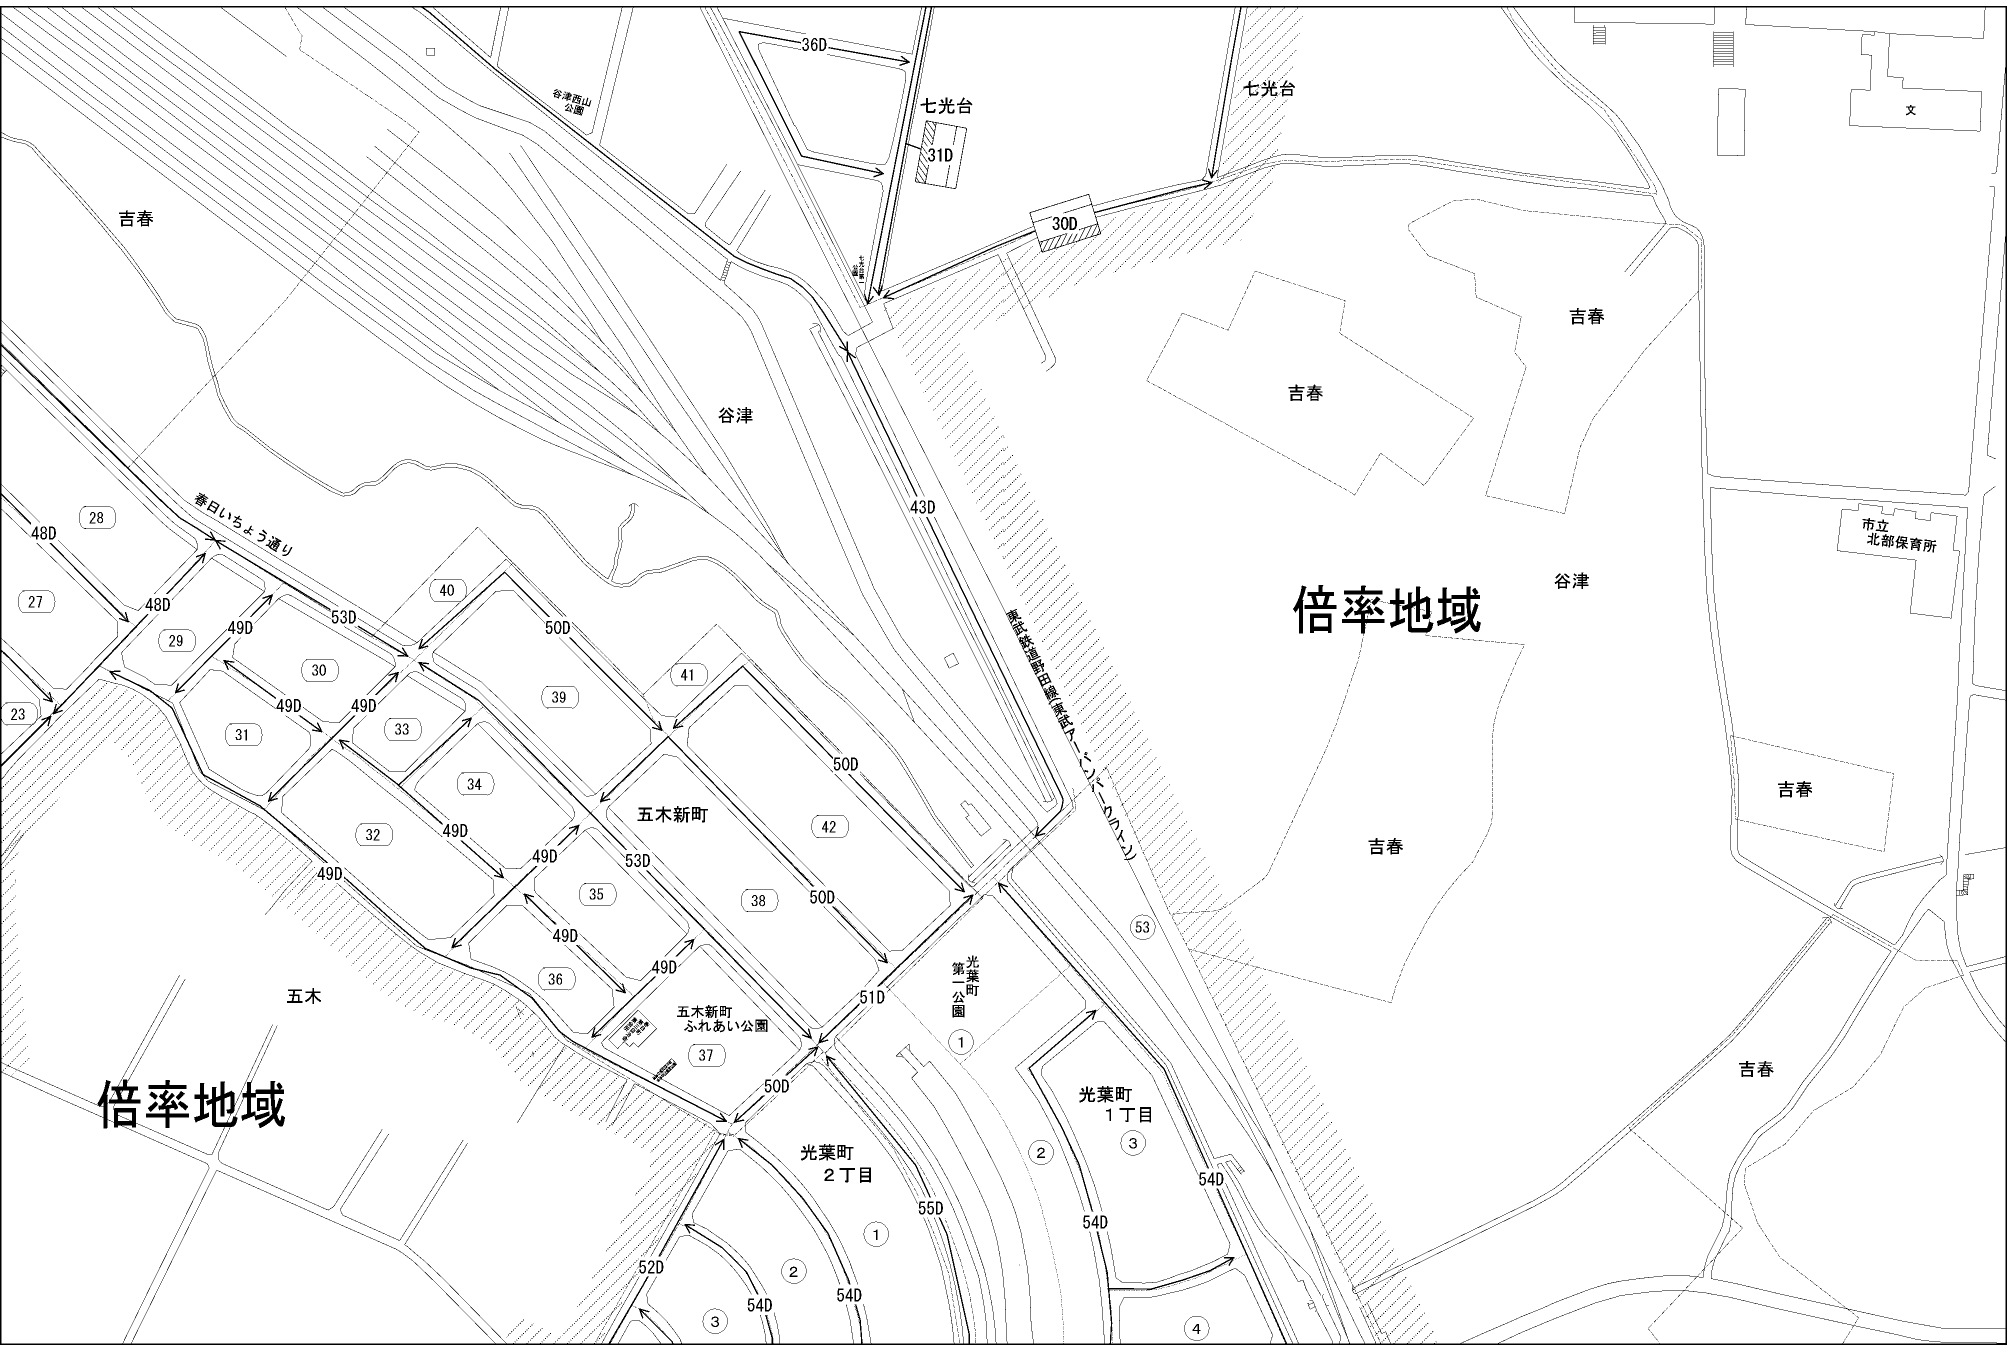 36D
七光台
七光台
谷津西山
公園
文
31D
吉春
30D
七光台第一
公園
吉春
吉春
谷津
春日いちょう通り
43D
28
48D
市立
北部保育所
谷津
倍率地域
東武鉄道野田線(東武アーバンパークライン)
40
27
48D
53D
49D
50D
29
30
41
39
49D
49D
23
33
31
50D
34
五木新町
42
吉春
32
49D
53D
吉春
49D
49D
35
50D
38
53
49D
36
49D
光葉町
第一公園
五木
51D
五木新町
ふれあい公園
37
1
吉春
50D
倍率地域
光葉町
1丁目
3
光葉町
2丁目
2
54D
55D
54D
1
52D
2
54D
54D
3
4